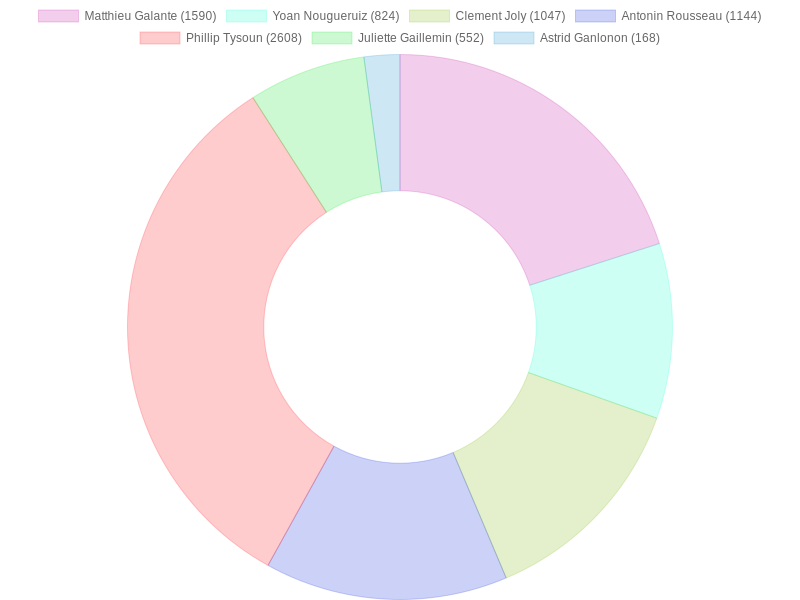 Matthieu Galante (1590) Yoan Nougueruiz (824) Clement Joly (1047) Antonin Rousseau (1144)
Phillip Tysoun (2608) Juliette Gaillemin (552) Astrid Ganlonon (168)